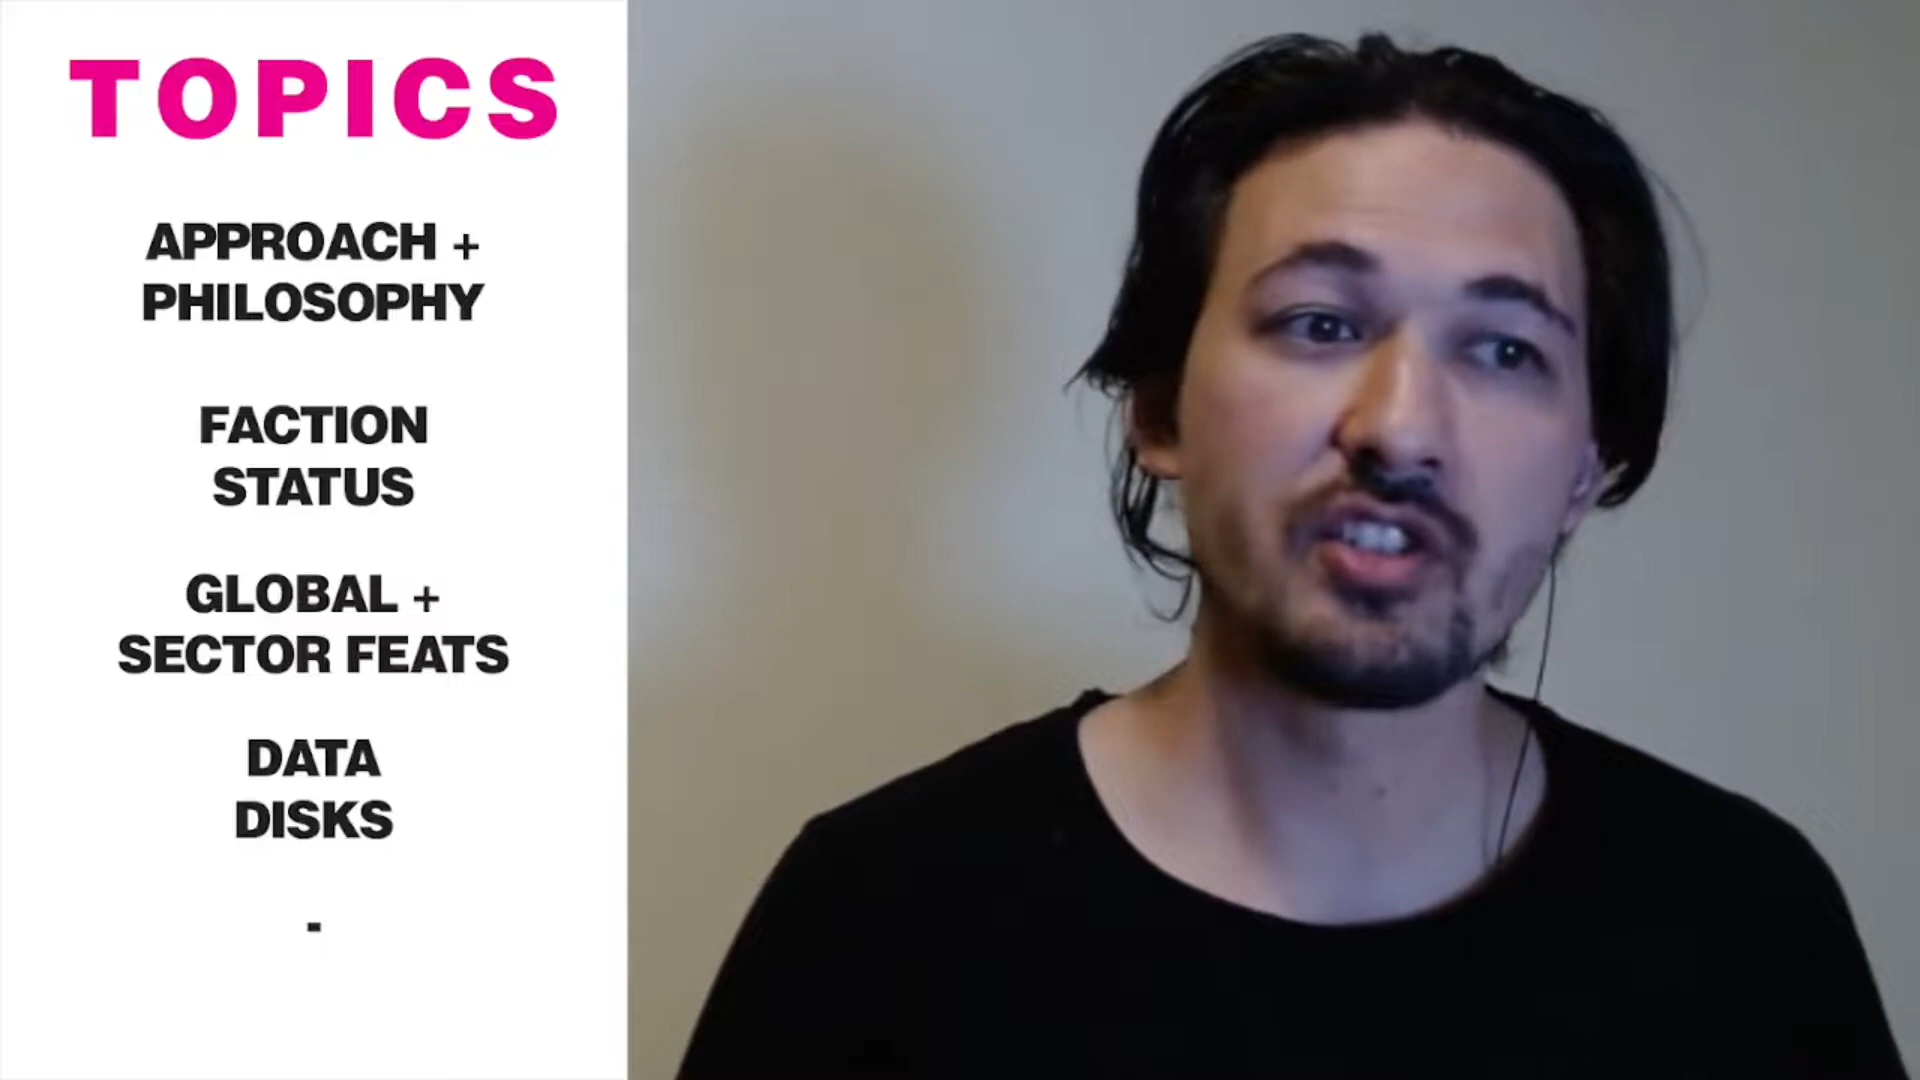 TOPICS
APPROACH +
PHILOSOPHY
FACTION
STATUS
GLOBAL +
SECTOR FEATS
DATA
DISKS
-